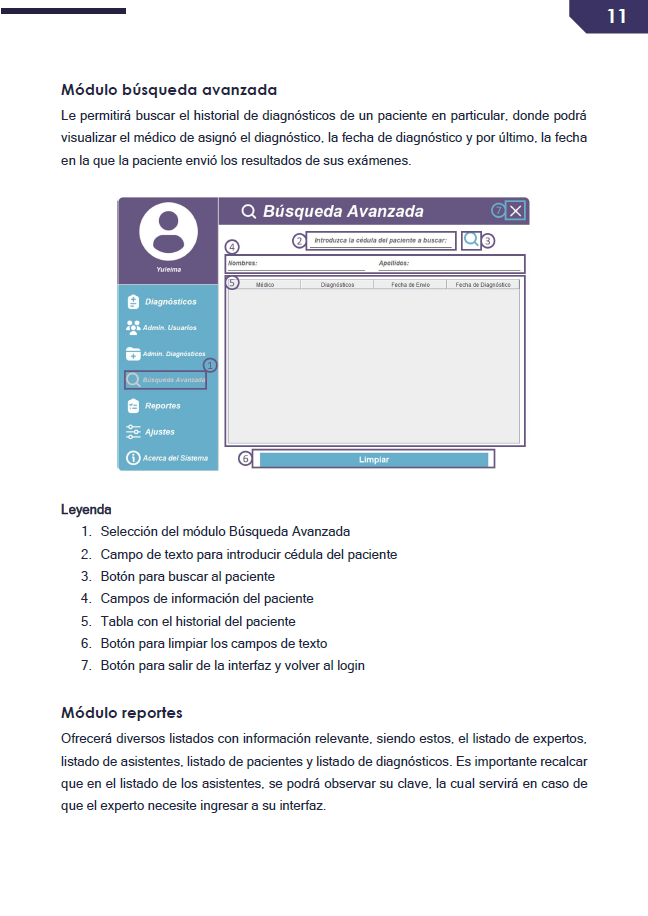 11
Módulo búsqueda avanzada
Le permitirá buscar el historial de diagnósticos de un paciente en particular, donde podrá
visualizar el médico de asignó el diagnóstico, la fecha de diagnóstico y por último, la fecha
en la que la paciente envió los resultados de sus exámenes.
Búsqueda Avanzada
7
2 Introduzca la cédula del paciente a buscar: 3
4
Yuleima
Nombres: Apellidos:
5 Médico Diagnósticos Fecha de Envio Fecha de Diagnóstico
Diagnósticos
Admin. Usuarios
Admin. Diagnósticos
1
Búsqueda Avanzada
Reportes
Ajustes
Acerca del Sistema
6 Limpiar
Leyenda
1. Selección del módulo Búsqueda Avanzada
2. Campo de texto para introducir cédula del paciente
3. Botón para buscar al paciente
4. Campos de información del paciente
5. Tabla con el historial del paciente
6. Botón para limpiar los campos de texto
7. Botón para salir de la interfaz y volver al login
Módulo reportes
Ofrecerá diversos listados con información relevante, siendo estos, el listado de expertos,
listado de asistentes, listado de pacientes y listado de diagnósticos. Es importante recalcar
que en el listado de los asistentes, se podrá observar su clave, la cual servirá en caso de
que el experto necesite ingresar a su interfaz.